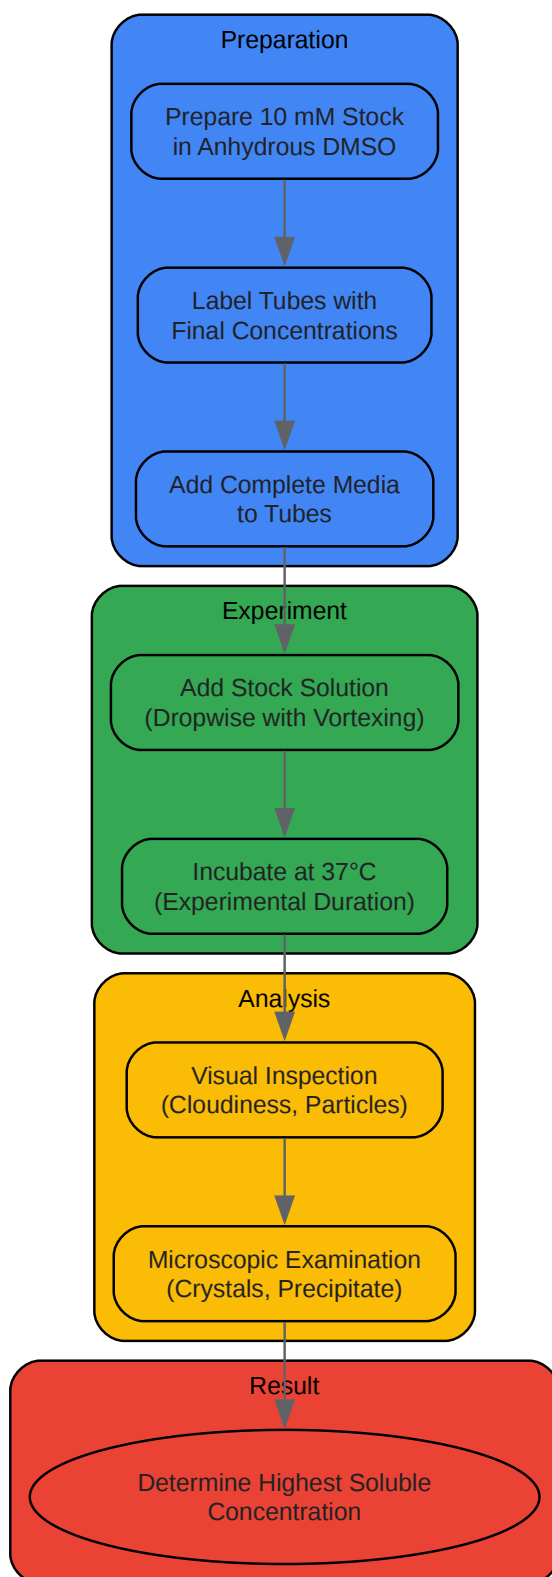 Preparation
Prepare 10 mM Stock
in Anhydrous DMSO
Label Tubes with
Final Concentrations
Add Complete Media
to Tubes
Experiment
Add Stock Solution
(Dropwise with Vortexing)
Incubate at 37°C
(Experimental Duration)
Analysis
Visual Inspection
(Cloudiness, Particles)
Microscopic Examination
(Crystals, Precipitate)
Result
Determine Highest Soluble
Concentration